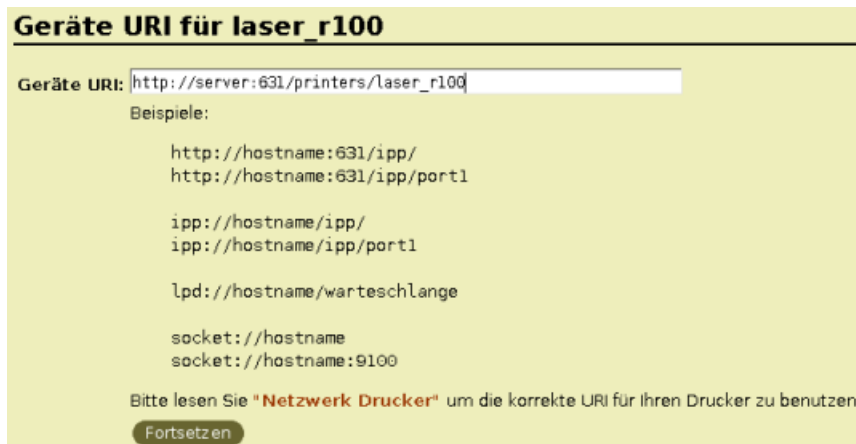 Geräte URI für laser_r100
Geräte URI: http://server:631/printers/laser_r100
Beispiele:
http://hostname:631/ipp/
http://hostname:631/ipp/port1
ipp://hostname/ipp/
ipp://hostname/ipp/port1
lpd://hostname/warteschlange
socket://hostname
socket://hostname:9100
Bitte lesen Sie "Netzwerk Drucker" um die korrekte URI für Ihren Drucker zu benutzen
Fortsetzen